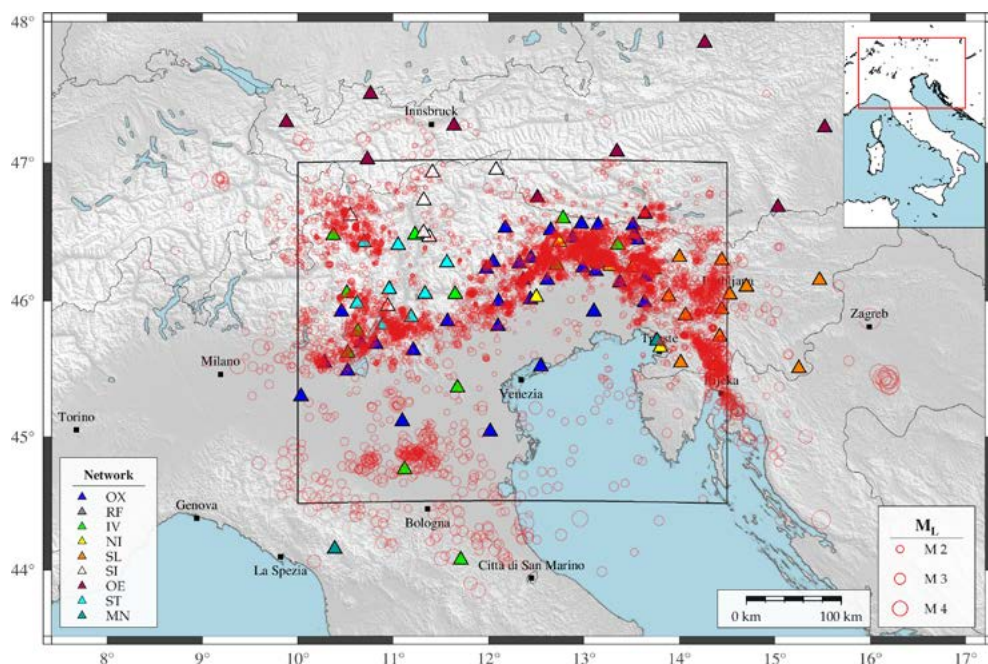 48°
47°
46°
45°
44°
Innsbruck
Ljubljana
Zagreb
Milano
Trieste
Venezia
Rijeka
Torino
Genova
Bologna
La Spezia
Città di San Marino
Network
OX
RF
IV
NI
SL
SI
OE
ST
MN
M_L
M 2
M 3
M 4
0 km 100 km
8° 9° 10° 11° 12° 13° 14° 15° 16° 17°